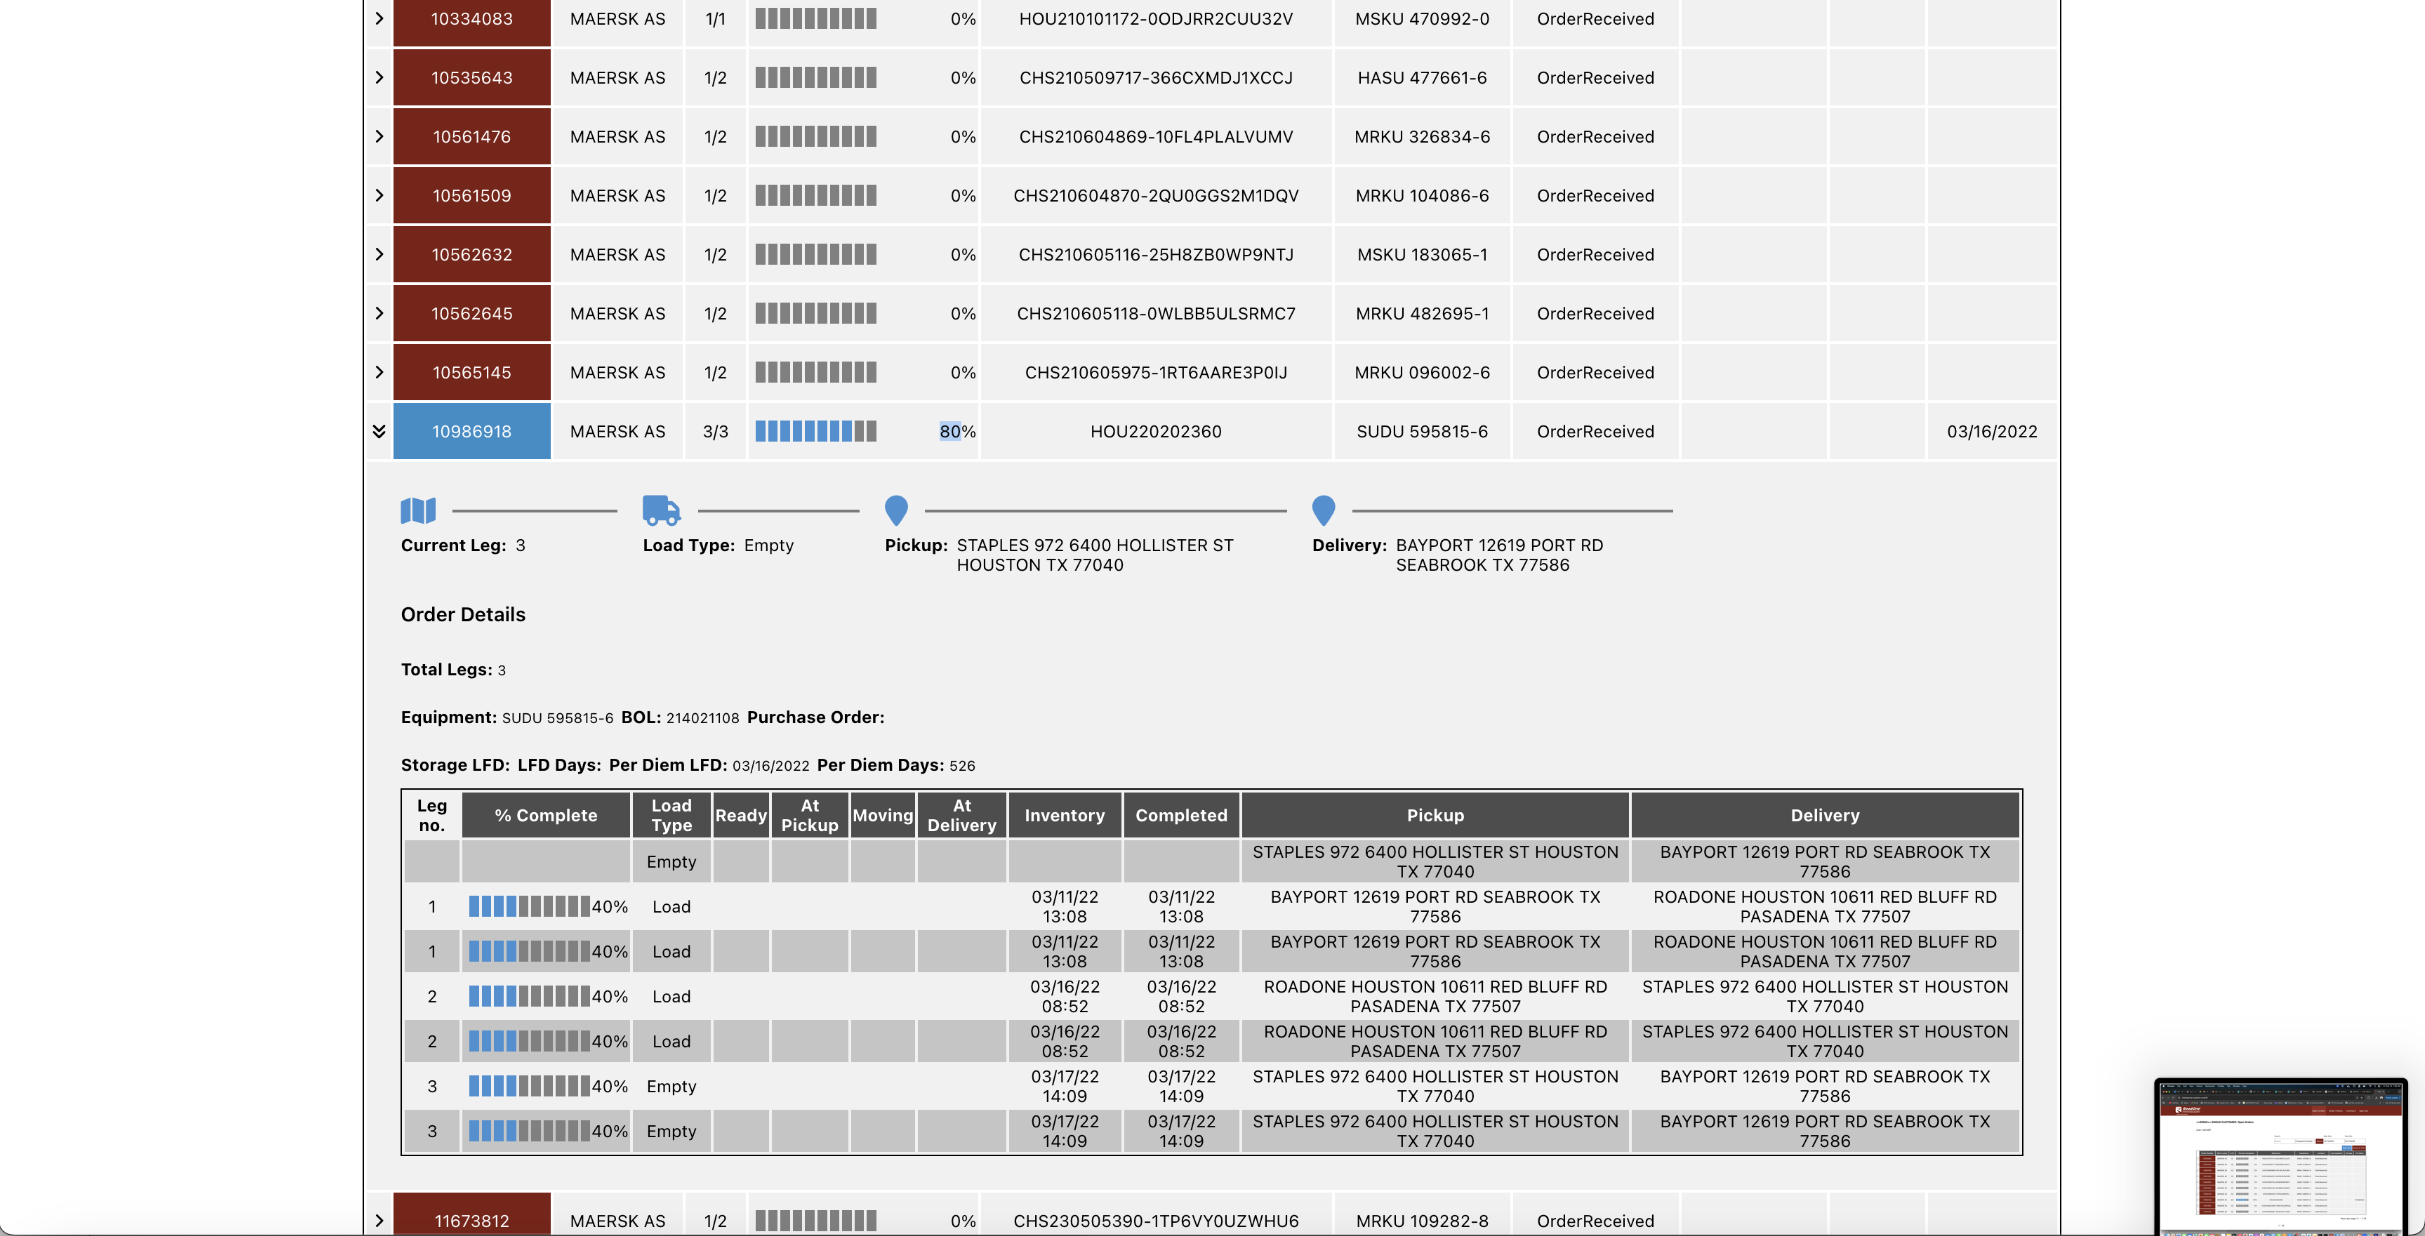 10334083 MAERSK AS 1/1 0% HOU210101172-0ODJRR2CUU32V MSKU 470992-0 OrderReceived
10535643 MAERSK AS 1/2 0% CHS210509717-366CXMDJ1XCCJ HASU 477661-6 OrderReceived
10561476 MAERSK AS 1/2 0% CHS210604869-10FL4PLALVUMV MRKU 326834-6 OrderReceived
10561509 MAERSK AS 1/2 0% CHS210604870-2QU0GGS2M1DQV MRKU 104086-6 OrderReceived
10562632 MAERSK AS 1/2 0% CHS210605116-25H8ZB0WP9NTJ MSKU 183065-1 OrderReceived
10562645 MAERSK AS 1/2 0% CHS210605118-0WLBB5ULSRMC7 MRKU 482695-1 OrderReceived
10565145 MAERSK AS 1/2 0% CHS210605975-1RT6AARE3P0IJ MRKU 096002-6 OrderReceived
10986918 MAERSK AS 3/3 80% HOU220202360 SUDU 595815-6 OrderReceived 03/16/2022
Current Leg: 3 Load Type: Empty Pickup: STAPLES 972 6400 HOLLISTER ST Delivery: BAYPORT 12619 PORT RD
HOUSTON TX 77040 SEABROOK TX 77586
Order Details
Total Legs: 3
Equipment: SUDU 595815-6 BOL: 214021108 Purchase Order:
Storage LFD: LFD Days: Per Diem LFD: 03/16/2022 Per Diem Days: 526
Leg no. % Complete Load Type Ready At Pickup Moving At Delivery Inventory Completed Pickup Delivery
Empty STAPLES 972 6400 HOLLISTER ST HOUSTON BAYPORT 12619 PORT RD SEABROOK TX
TX 77040 77586
1 40% Load 03/11/22 03/11/22 BAYPORT 12619 PORT RD SEABROOK TX ROADONE HOUSTON 10611 RED BLUFF RD
13:08 13:08 77586 PASADENA TX 77507
1 40% Load 03/11/22 03/11/22 BAYPORT 12619 PORT RD SEABROOK TX ROADONE HOUSTON 10611 RED BLUFF RD
13:08 13:08 77586 PASADENA TX 77507
2 40% Load 03/16/22 03/16/22 ROADONE HOUSTON 10611 RED BLUFF RD STAPLES 972 6400 HOLLISTER ST HOUSTON
08:52 08:52 PASADENA TX 77507 TX 77040
2 40% Load 03/16/22 03/16/22 ROADONE HOUSTON 10611 RED BLUFF RD STAPLES 972 6400 HOLLISTER ST HOUSTON
08:52 08:52 PASADENA TX 77507 TX 77040
3 40% Empty 03/17/22 03/17/22 STAPLES 972 6400 HOLLISTER ST HOUSTON BAYPORT 12619 PORT RD SEABROOK TX
14:09 14:09 TX 77040 77586
3 40% Empty 03/17/22 03/17/22 STAPLES 972 6400 HOLLISTER ST HOUSTON BAYPORT 12619 PORT RD SEABROOK TX
14:09 14:09 TX 77040 77586
11673812 MAERSK AS 1/2 0% CHS230505390-1TP6VY0UZWHU6 MRKU 109282-8 OrderReceived